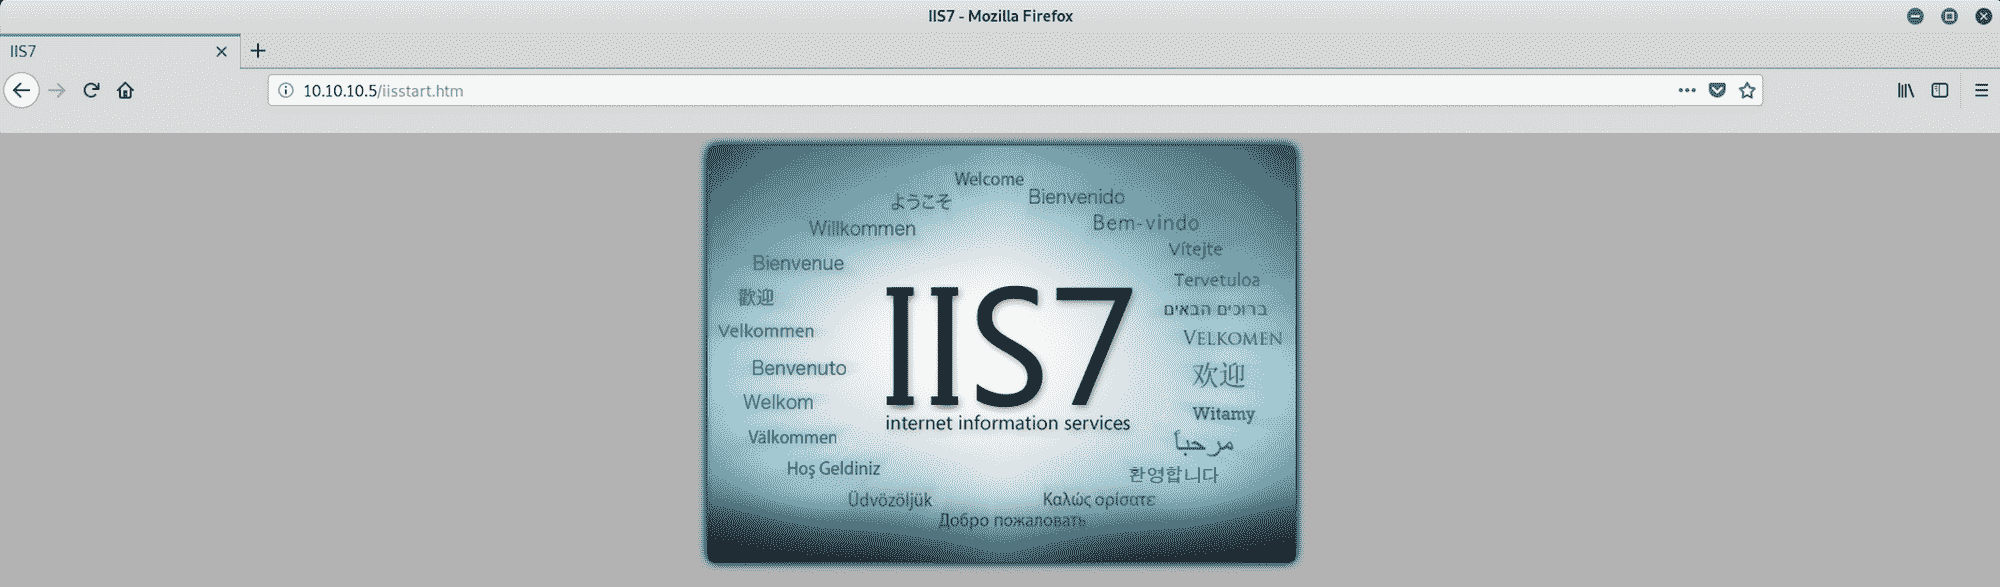 IIS7 - Mozilla Firefox
IIS7
10.10.10.5/iisstart.htm
Welcome
Bienvenido
ようこそ
Bem-vindo
Willkommen
Vítejte
Bienvenue
Tervetuloa
歡迎
ברוכים הבאים
Velkommen
VELKOMEN
Benvenuto
欢迎
Welkom
Witamy
Välkommen
مرحباً
Hoş Geldiniz
환영합니다
Üdvözöljük
Καλώς ορίσατε
Добро пожаловать
IIS7
internet information services